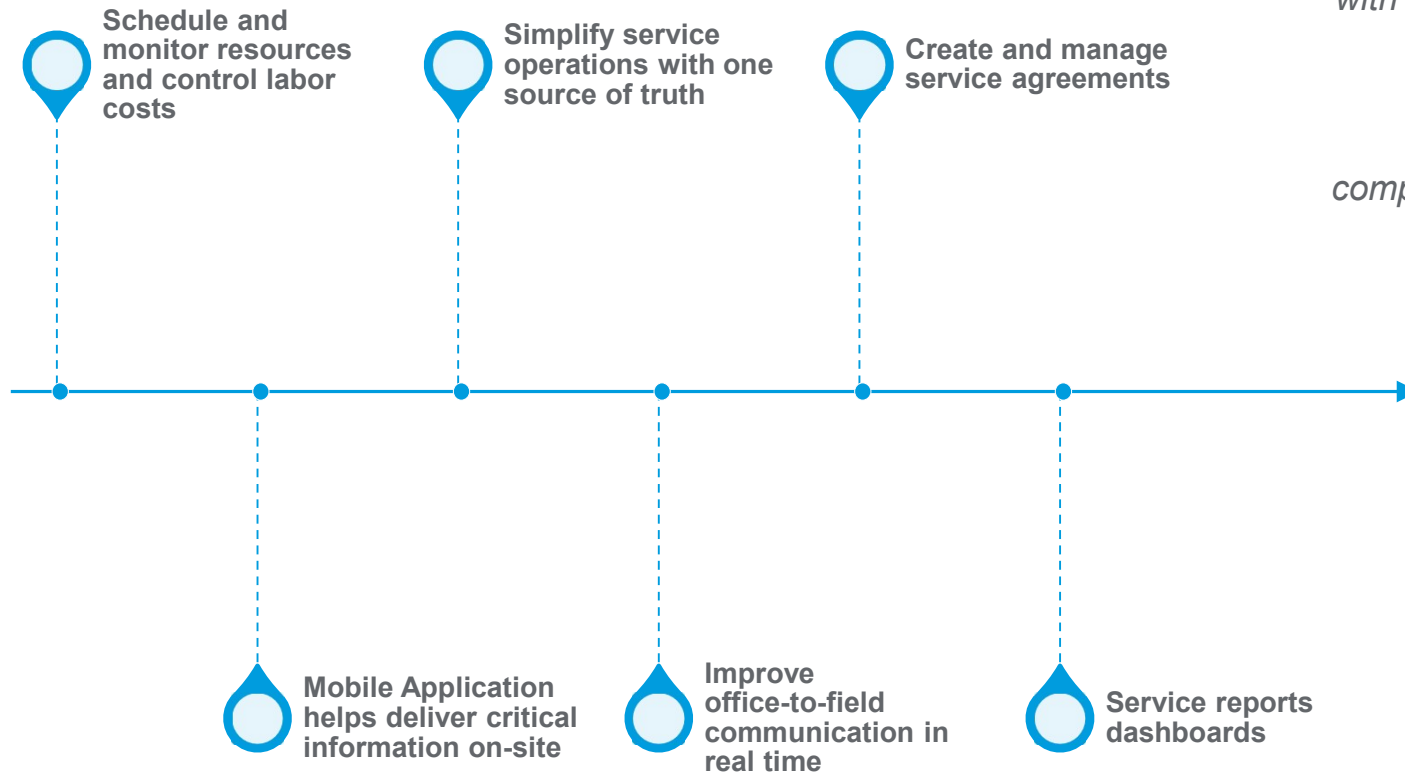 Schedule and
monitor resources
and control labor
costs
Simplify service
operations with one
source of truth
Create and manage
service agreements
with
Mobile Application
helps deliver critical
information on-site
Improve
office-to-field
communication in
real time
Service reports
dashboards